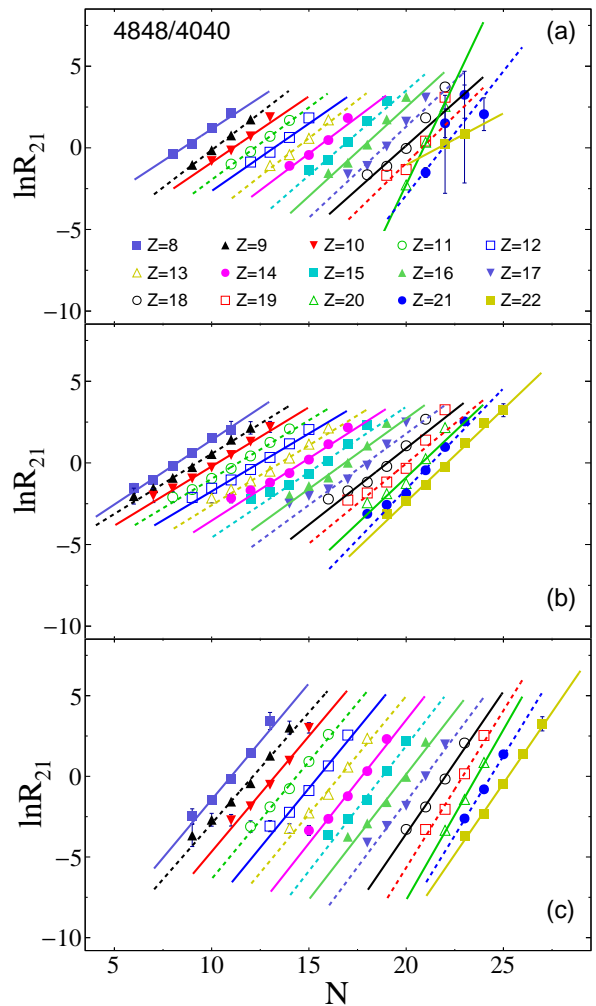 4848/4040
(a)
lnR21
5
0
-5
-10
Z=8 Z=9 Z=10 Z=11 Z=12
Z=13 Z=14 Z=15 Z=16 Z=17
Z=18 Z=19 Z=20 Z=21 Z=22
lnR21
5
0
-5
-10
(b)
lnR21
5
0
-5
-10
(c)
5 10 15 20 25
N